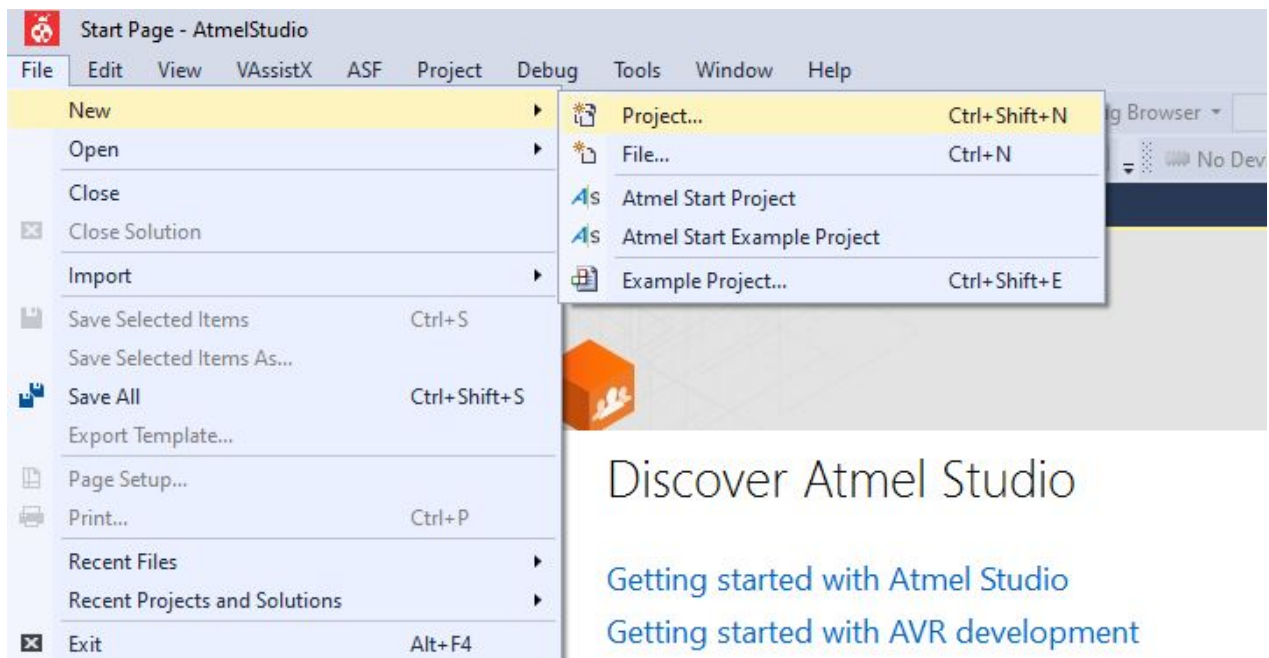 Start Page - AtmelStudio
File Edit View VAssistX ASF Project Debug Tools Window Help
New
Open
Close
Close Solution
Import
Save Selected Items Ctrl+S
Save Selected Items As...
Save All Ctrl+Shift+S
Export Template...
Page Setup...
Print... Ctrl+P
Recent Files
Recent Projects and Solutions
Exit Alt+F4
Project... Ctrl+Shift+N
File... Ctrl+N
Atmel Start Project
Atmel Start Example Project
Example Project... Ctrl+Shift+E
Browser
No Dev
Discover Atmel Studio
Getting started with Atmel Studio
Getting started with AVR development